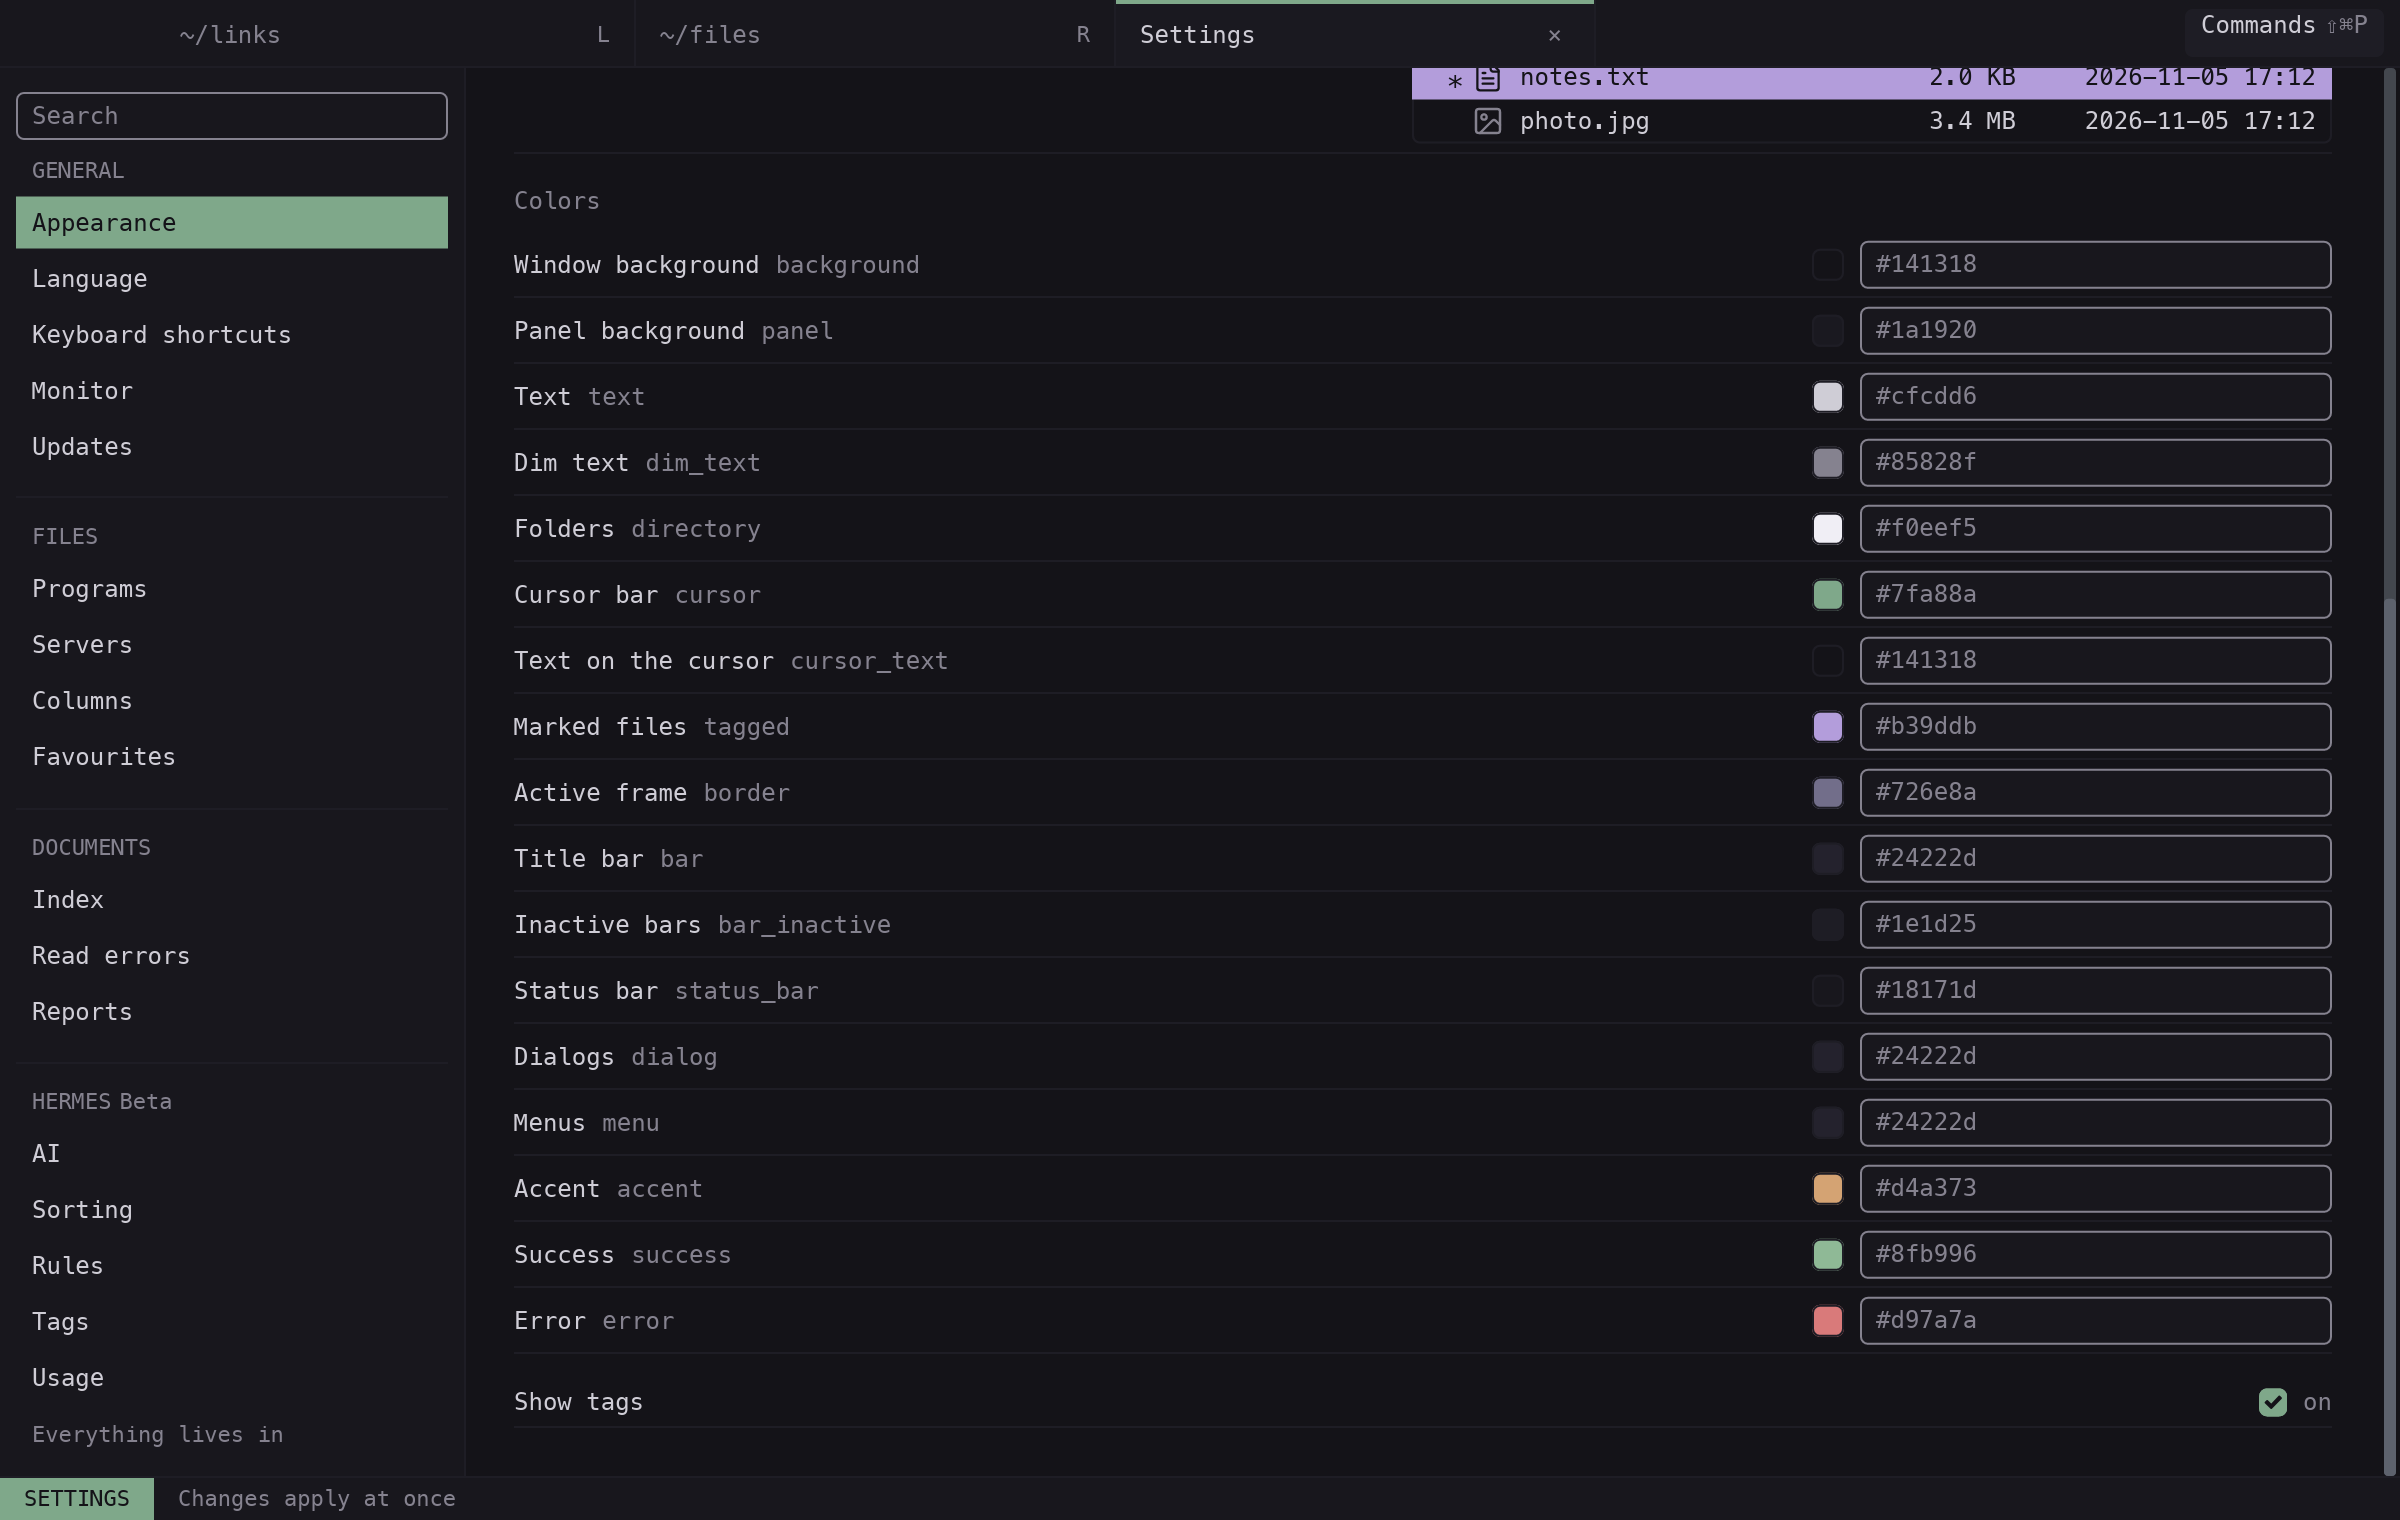 ~/links L ~/files R Settings × Commands ⇧⌘P
Search
GENERAL
Appearance
Language
Keyboard shortcuts
Monitor
Updates
FILES
Programs
Servers
Columns
Favourites
DOCUMENTS
Index
Read errors
Reports
HERMES Beta
AI
Sorting
Rules
Tags
Usage
Everything lives in
* notes.txt 2.0 KB 2026-11-05 17:12
photo.jpg 3.4 MB 2026-11-05 17:12
Colors
Window background background #141318
Panel background panel #1a1920
Text text #cfcdd6
Dim text dim_text #85828f
Folders directory #f0eef5
Cursor bar cursor #7fa88a
Text on the cursor cursor_text #141318
Marked files tagged #b39ddb
Active frame border #726e8a
Title bar bar #24222d
Inactive bars bar_inactive #1e1d25
Status bar status_bar #18171d
Dialogs dialog #24222d
Menus menu #24222d
Accent accent #d4a373
Success success #8fb996
Error error #d97a7a
Show tags on
SETTINGS Changes apply at once